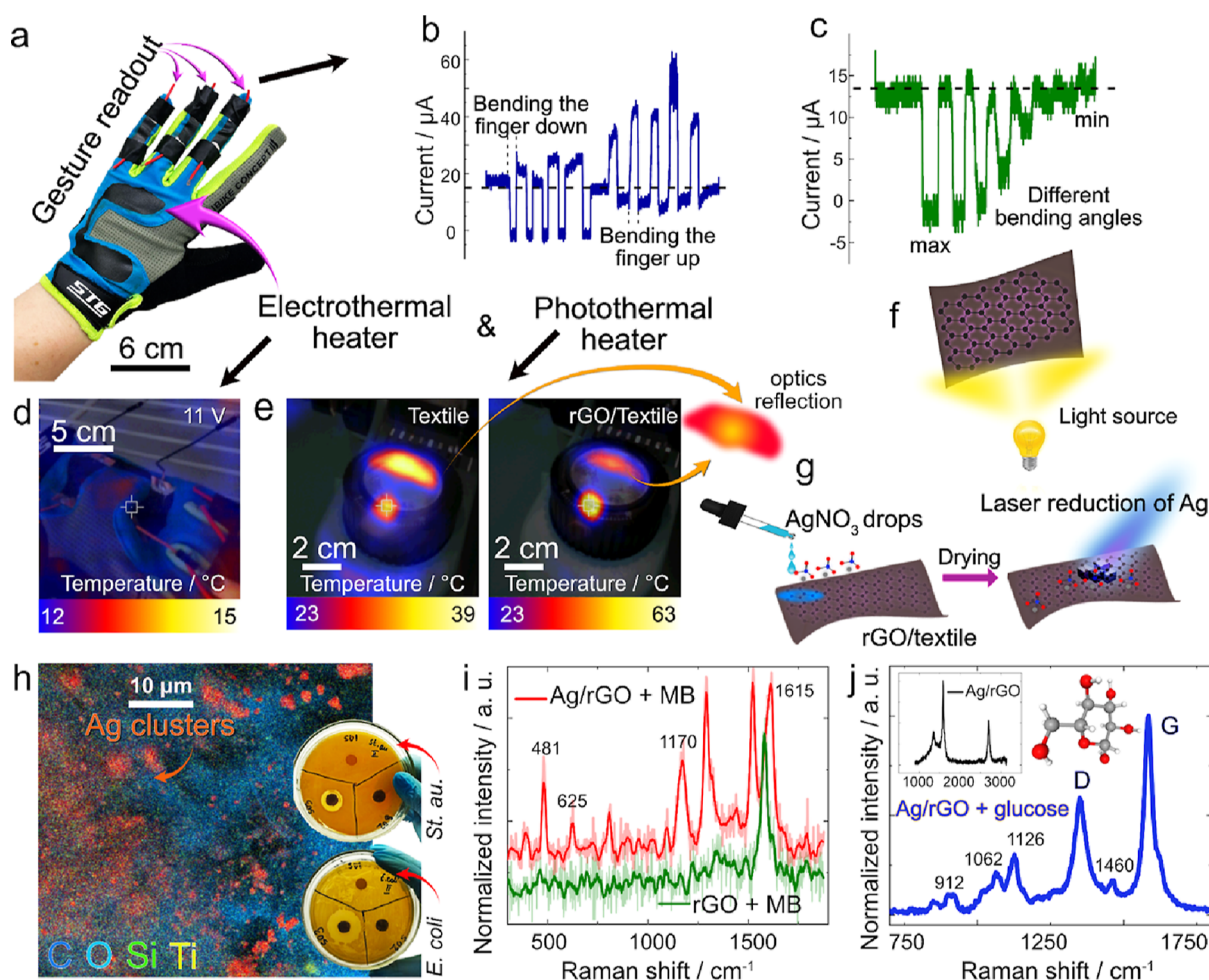 a
Gesture readout
BIKE CONCEPT
STG
6 cm
b
60
40
20
0
Current / µA
Bending the
finger down
Bending the
finger up
c
15
10
5
0
-5
Current / µA
min
max
Different
bending angles
Electrothermal
heater
&
Photothermal
heater
d
11 V
5 cm
Temperature / °C
12
15
e
Textile
2 cm
Temperature / °C
23
39
rGO/Textile
2 cm
Temperature / °C
23
63
optics
reflection
f
Light source
g
AgNO3 drops
Drying
Laser reduction of Ag
rGO/textile
h
10 µm
Ag clusters
St. au.
E. coli
C O Si Ti
i
Normalized intensity / a. u.
Ag/rGO + MB
481
625
1170
1615
rGO + MB
500
1000
1500
Raman shift / cm-1
j
Normalized intensity / a. u.
Ag/rGO
1000
2000
3000
Ag/rGO + glucose
912
1062
1126
D
1460
G
750
1250
1750
Raman shift / cm-1